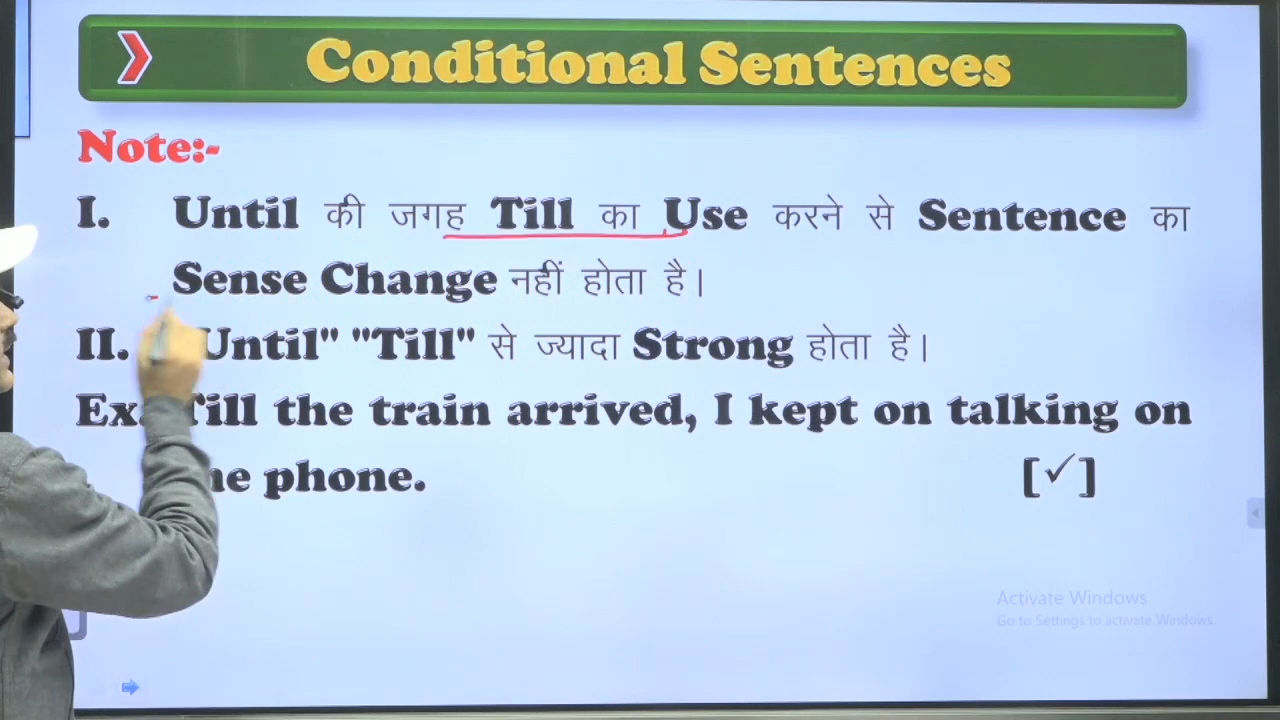 Conditional Sentences
Note:-
I. Until की जगह Till का Use करने से Sentence का
Sense Change नहीं होता है।
II. Until" "Till" से ज्यादा Strong होता है।
Ex. Till the train arrived, I kept on talking on
he phone. [✓]
Activate Windows
Go to Settings to activate Windows.